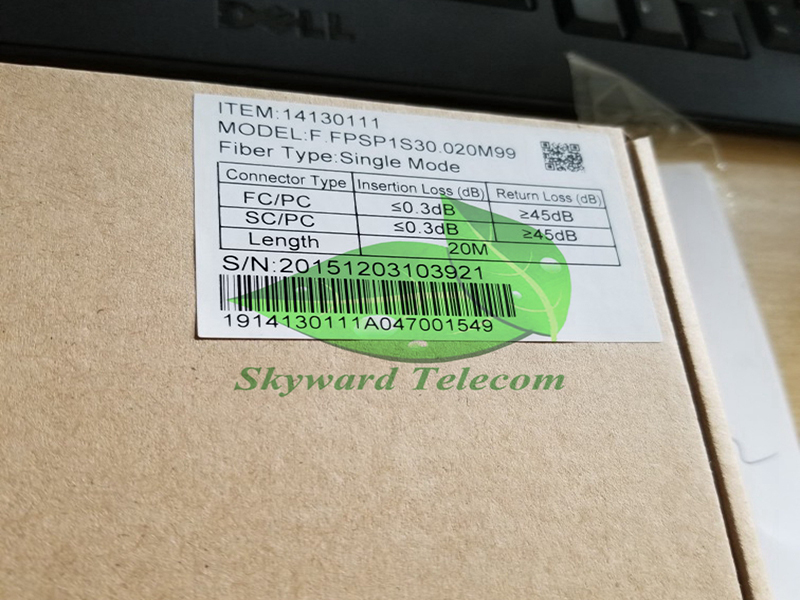 DELL
ITEM:14130111
MODEL:F.FPSP1S30.020M99
Fiber Type:Single Mode
Connector Type Insertion Loss (dB) Return Loss (dB)
FC/PC ≤0.3dB ≥45dB
SC/PC ≤0.3dB ≥45dB
Length 20M
S/N:20151203103921
1914130111A047001549
Skyward Telecom